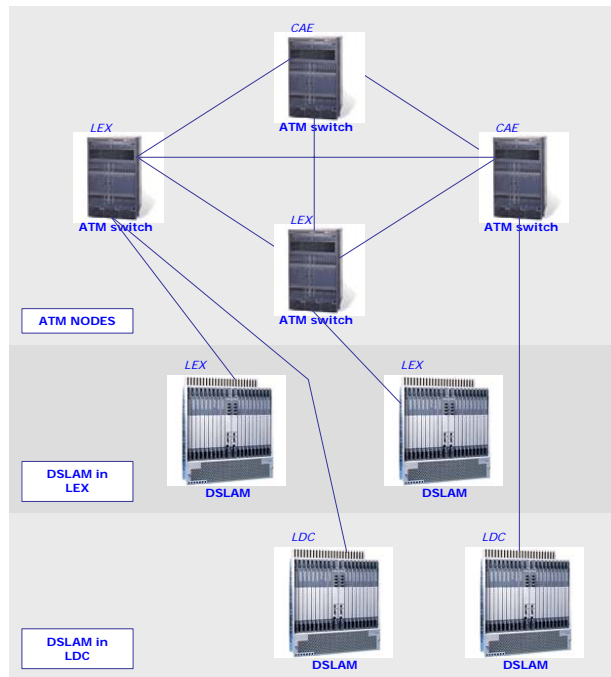 CAE
ATM switch
LEX
ATM switch
CAE
ATM switch
LEX
ATM switch
ATM NODES
LEX
DSLAM
LEX
DSLAM
DSLAM in
LEX
LDC
DSLAM
LDC
DSLAM
DSLAM in
LDC